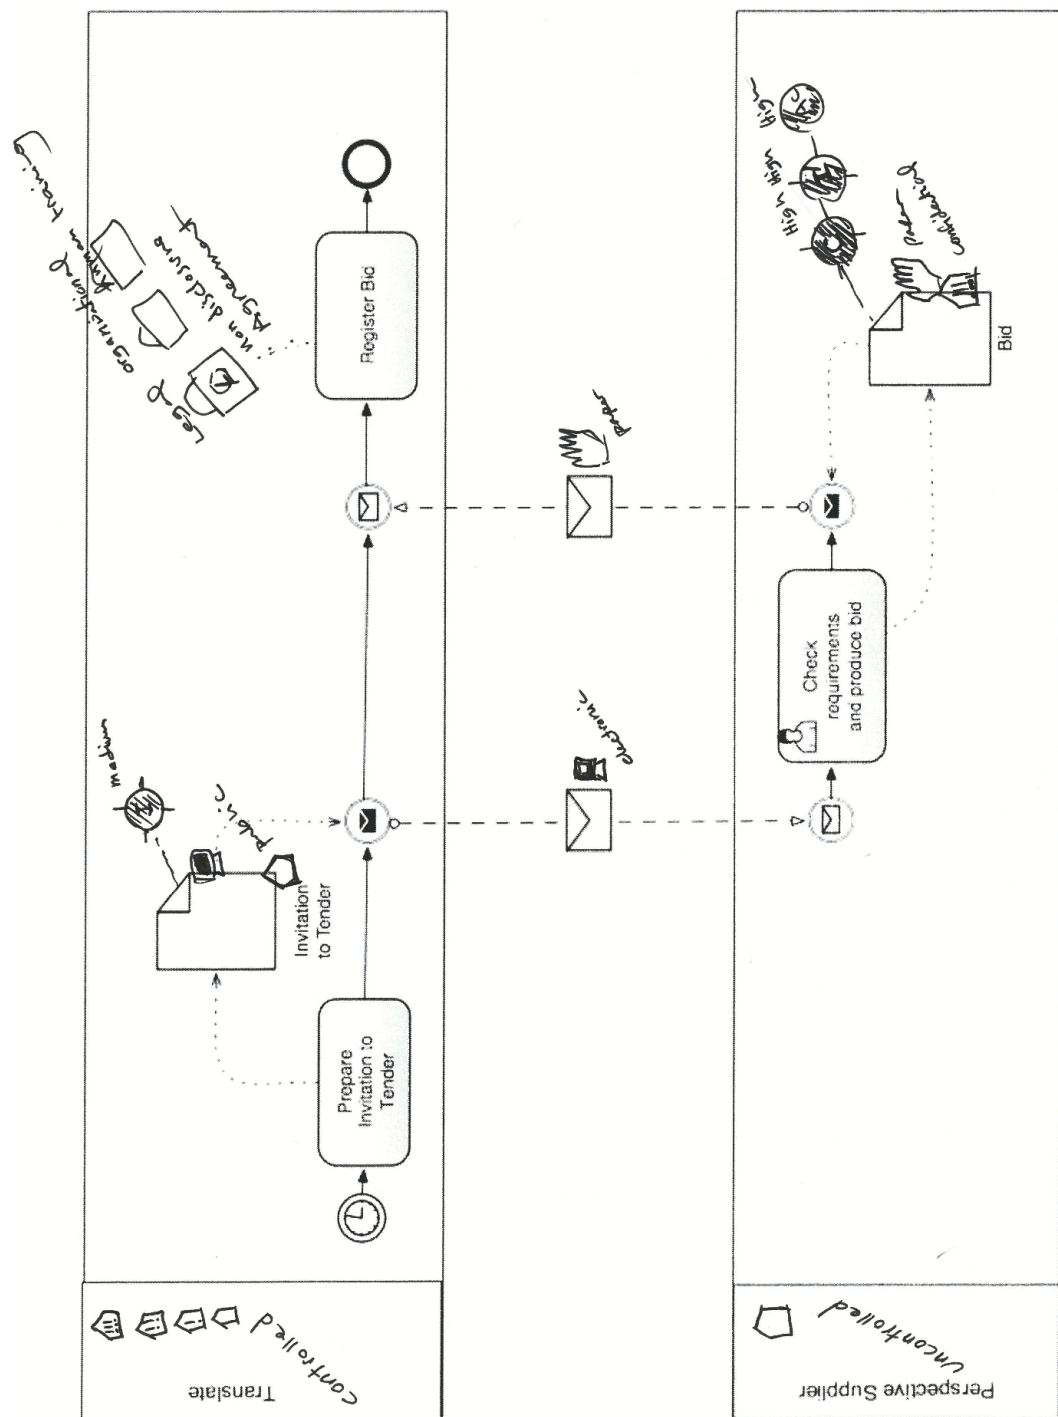 Translate
Controlled
Prepare
Invitation to
Tender
Invitation
to Tender
medium
public
electronic
Paper
Legal
organizational
human training
non disclosure
Agreement
Register Bid
Perspective Supplier
Uncontrolled
Check
requirements
and produce bid
Bid
Paper
confidential
High
High
High